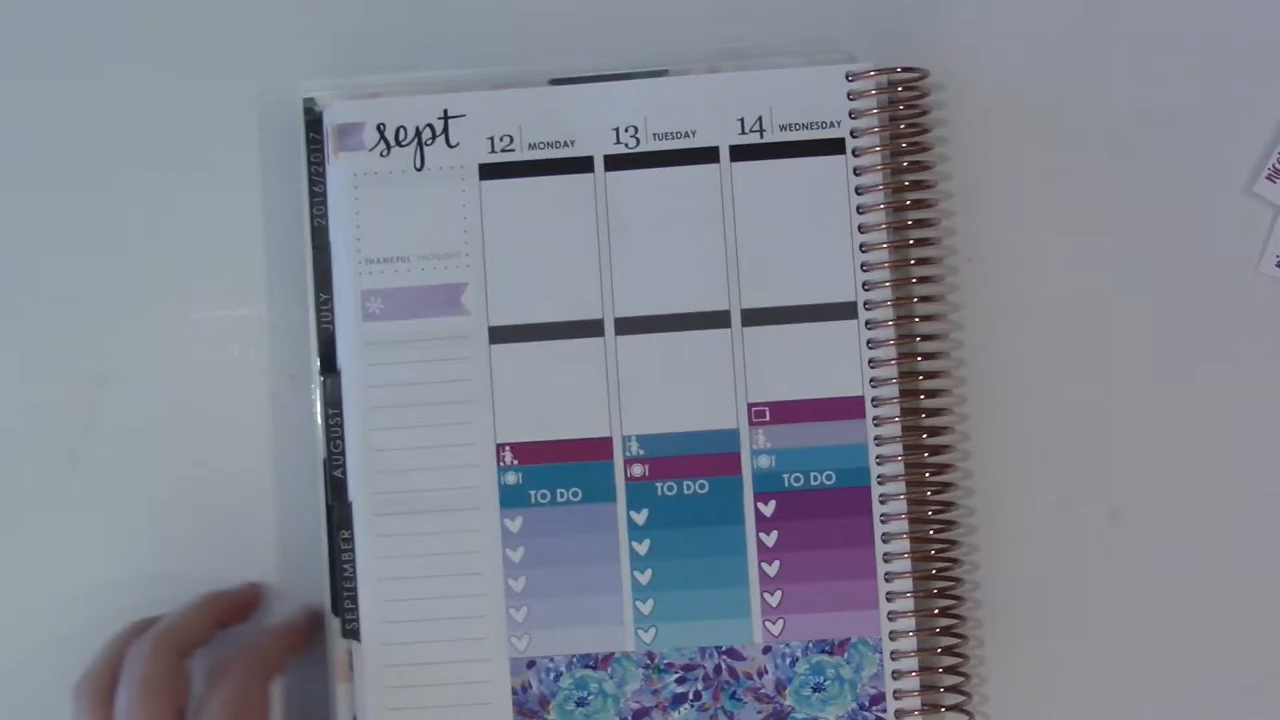 sept
12 MONDAY
13 TUESDAY
14 WEDNESDAY
THANKFUL THOUGHT
2016/2017
JULY
AUGUST
SEPTEMBER
TO DO
TO DO
TO DO